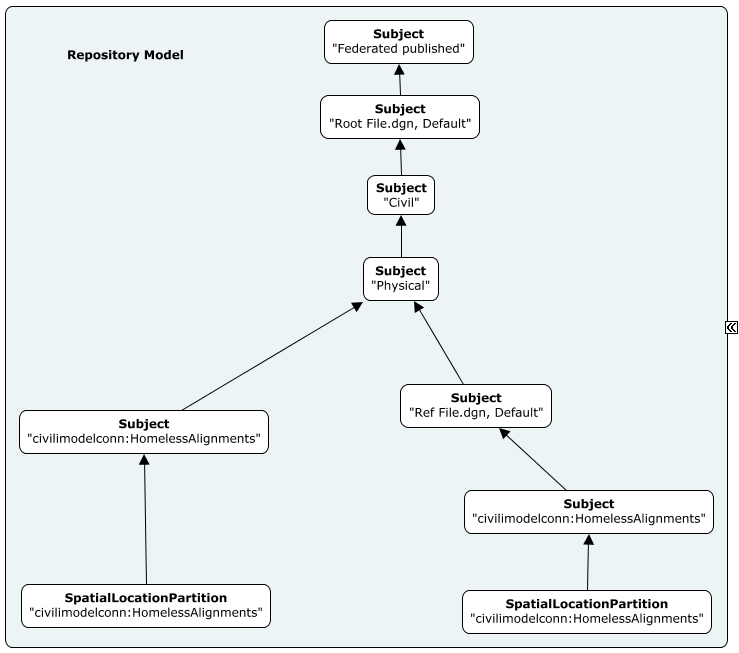 Repository Model
Subject
"Federated published"
Subject
"Root File.dgn, Default"
Subject
"Civil"
Subject
"Physical"
Subject
"Ref File.dgn, Default"
Subject
"civilimodelconn:HomelessAlignments"
Subject
"civilimodelconn:HomelessAlignments"
SpatialLocationPartition
"civilimodelconn:HomelessAlignments"
SpatialLocationPartition
"civilimodelconn:HomelessAlignments"